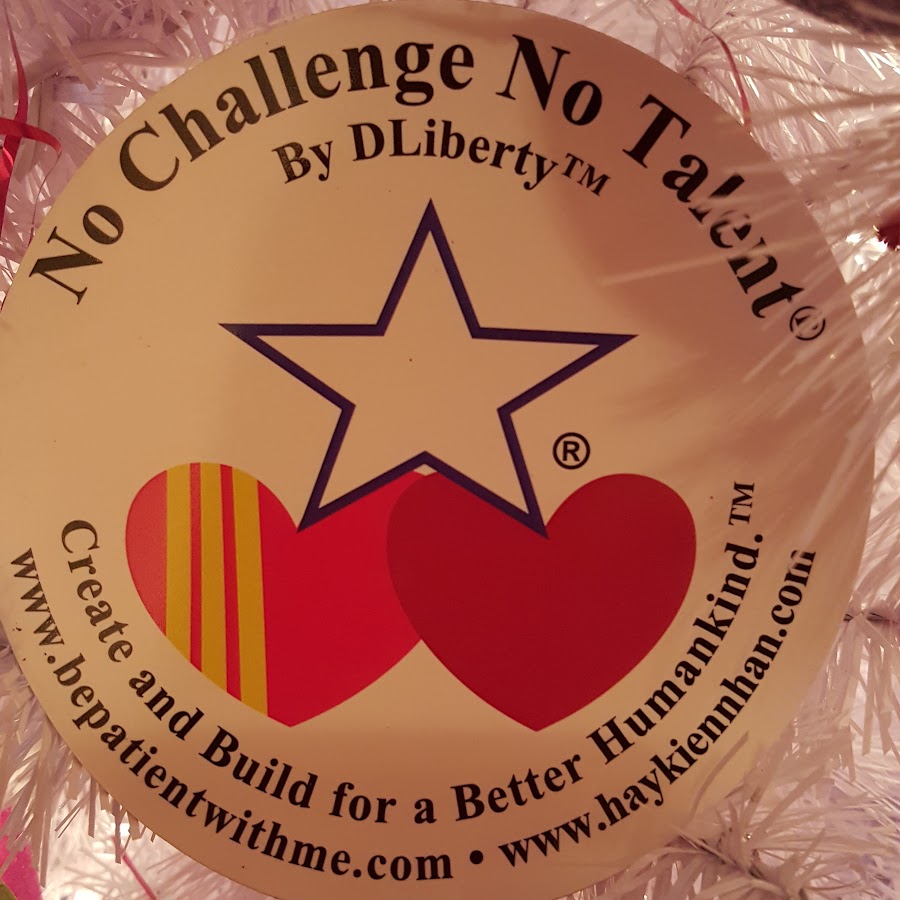 No Challenge No Talent®
By DLiberty™
®
Create and Build for a Better Humankind.™
www.bepatientwithme.com • www.haykiennhan.com